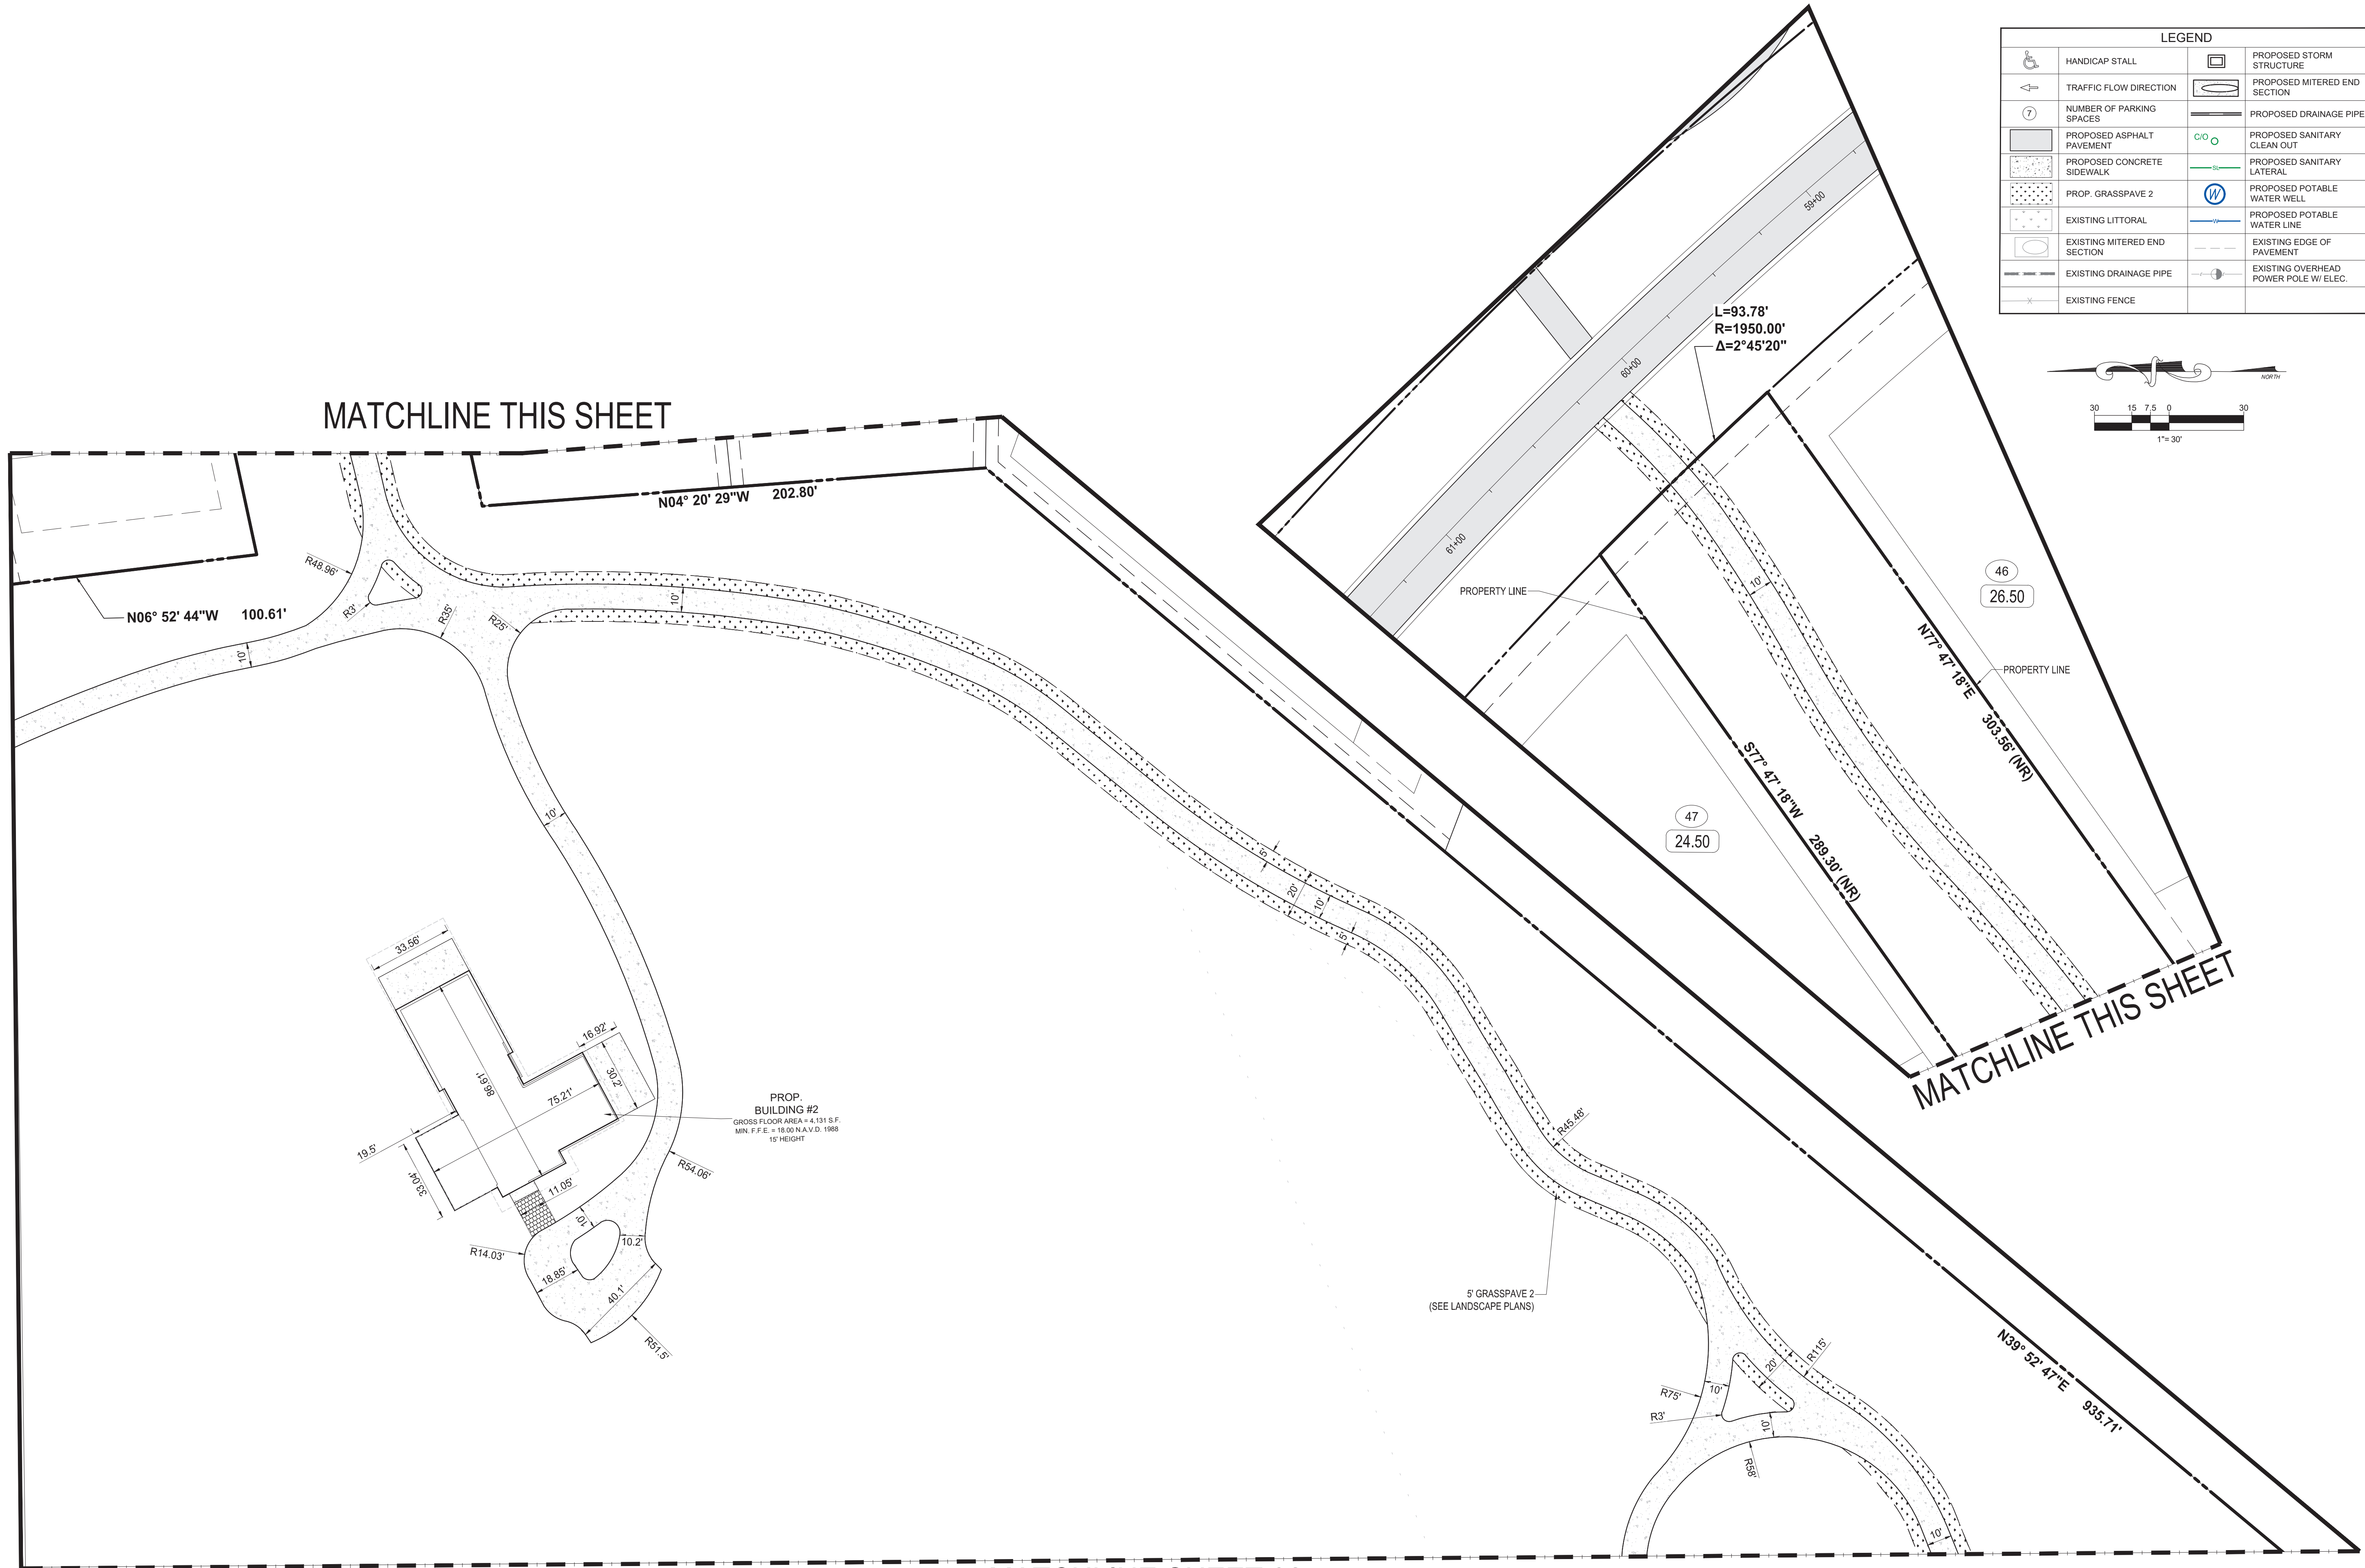 LEGEND
HANDICAP STALL
PROPOSED STORM
STRUCTURE
TRAFFIC FLOW DIRECTION
PROPOSED MITERED END
SECTION
7
NUMBER OF PARKING
SPACES
PROPOSED DRAINAGE PIPE
PROPOSED ASPHALT
PAVEMENT
C/O
PROPOSED SANITARY
CLEAN OUT
PROPOSED CONCRETE
SIDEWALK
SL
PROPOSED SANITARY
LATERAL
PROP. GRASSPAVE 2
W
PROPOSED POTABLE
WATER WELL
EXISTING LITTORAL
W
PROPOSED POTABLE
WATER LINE
EXISTING MITERED END
SECTION
EXISTING EDGE OF
PAVEMENT
EXISTING DRAINAGE PIPE
EXISTING OVERHEAD
POWER POLE W/ ELEC.
X
EXISTING FENCE
NORTH
30 15 7.5 0 30
1"= 30'
59+00
60+00
61+00
L=93.78'
R=1950.00'
Δ=2°45'20"
PROPERTY LINE
10'
46
26.50
N77° 47' 18"E 303.56' (NR)
PROPERTY LINE
S77° 47' 18"W 289.30' (NR)
47
24.50
MATCHLINE THIS SHEET
MATCHLINE THIS SHEET
N04° 20' 29"W 202.80'
R48.96'
R3'
R35'
R25'
10'
N06° 52' 44"W 100.61'
10'
10'
5'
20'
10'
5'
33.56'
16.92'
30.2'
86.61'
75.21'
19.5'
33.04'
11.05'
PROP.
BUILDING #2
GROSS FLOOR AREA = 4,131 S.F.
MIN. F.F.E. = 18.00 N.A.V.D. 1988
15' HEIGHT
R54.06'
10'
10.2'
R14.03'
18.85'
40.1'
R51.5'
R45.48'
5' GRASSPAVE 2
(SEE LANDSCAPE PLANS)
R115'
20'
R75'
10'
R3'
10'
R58'
10'
N39° 52' 47"E 935.71'